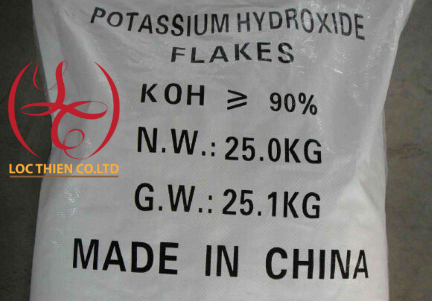 POTASSIUM HYDROXIDE
FLAKES
KOH ≥ 90%
N.W.: 25.0KG
G.W.: 25.1KG
MADE IN CHINA
LOC THIEN CO.LTD